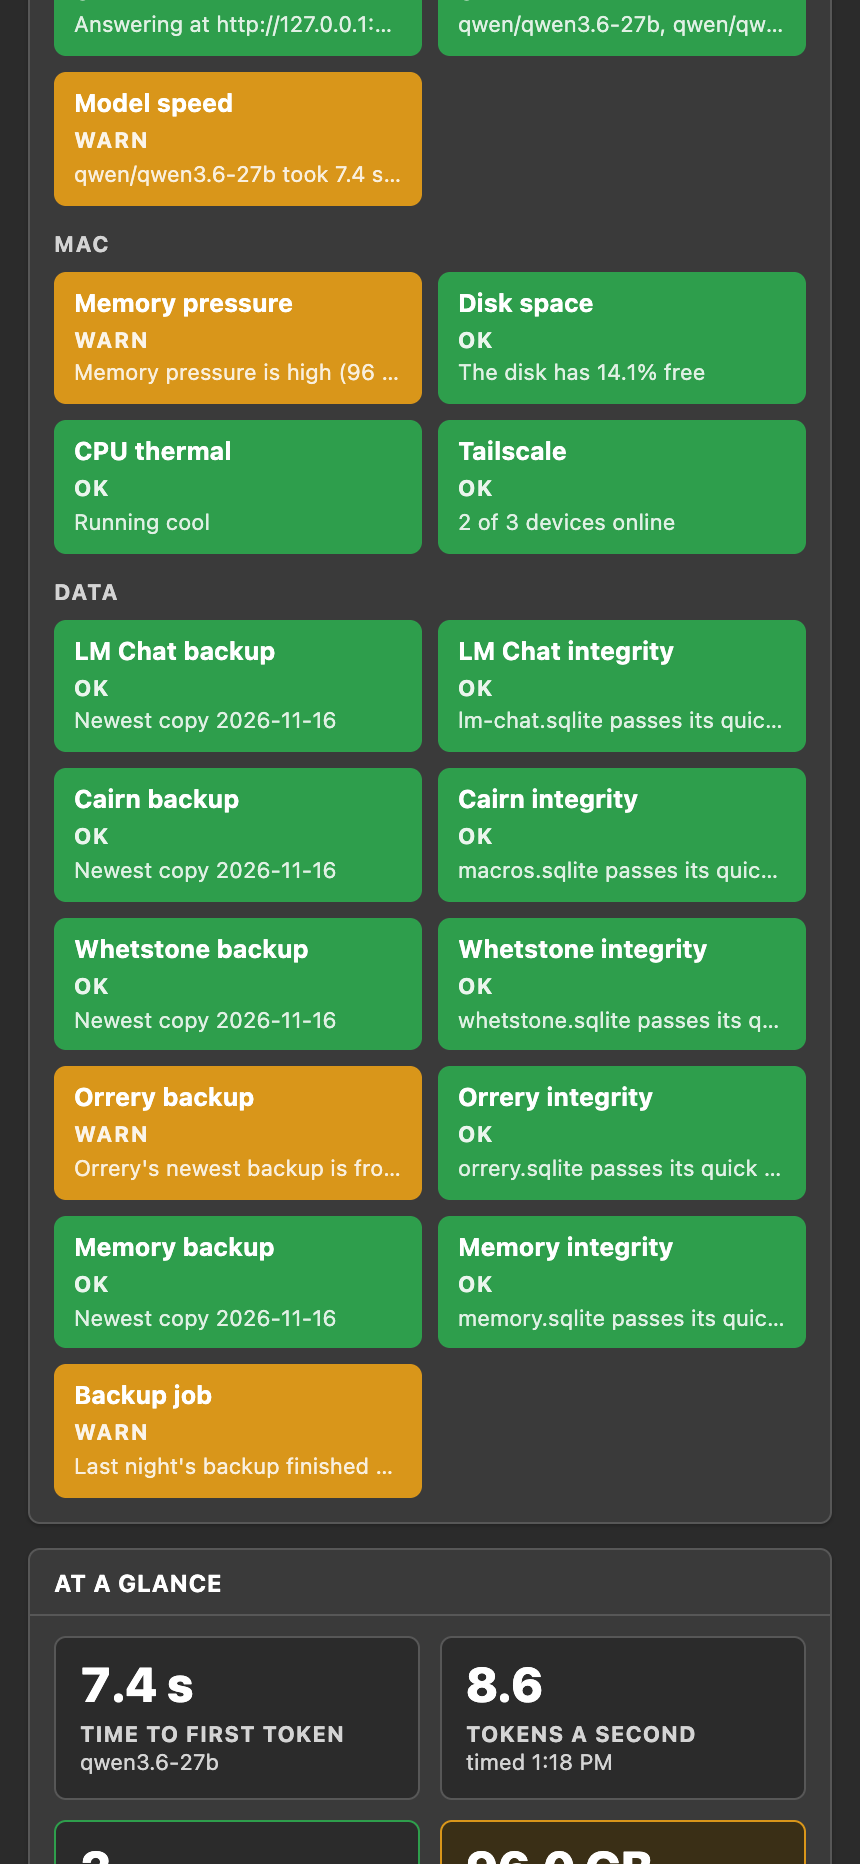 Answering at http://127.0.0.1:...
qwen/qwen3.6-27b, qwen/qw...
Model speed
WARN
qwen/qwen3.6-27b took 7.4 s...
MAC
Memory pressure
WARN
Memory pressure is high (96 ...
Disk space
OK
The disk has 14.1% free
CPU thermal
OK
Running cool
Tailscale
OK
2 of 3 devices online
DATA
LM Chat backup
OK
Newest copy 2026-11-16
LM Chat integrity
OK
lm-chat.sqlite passes its quic...
Cairn backup
OK
Newest copy 2026-11-16
Cairn integrity
OK
macros.sqlite passes its quic...
Whetstone backup
OK
Newest copy 2026-11-16
Whetstone integrity
OK
whetstone.sqlite passes its q...
Orrery backup
WARN
Orrery's newest backup is fro...
Orrery integrity
OK
orrery.sqlite passes its quick ...
Memory backup
OK
Newest copy 2026-11-16
Memory integrity
OK
memory.sqlite passes its quic...
Backup job
WARN
Last night's backup finished ...
AT A GLANCE
7.4 s
TIME TO FIRST TOKEN
qwen3.6-27b
8.6
TOKENS A SECOND
timed 1:18 PM
96.0 GB